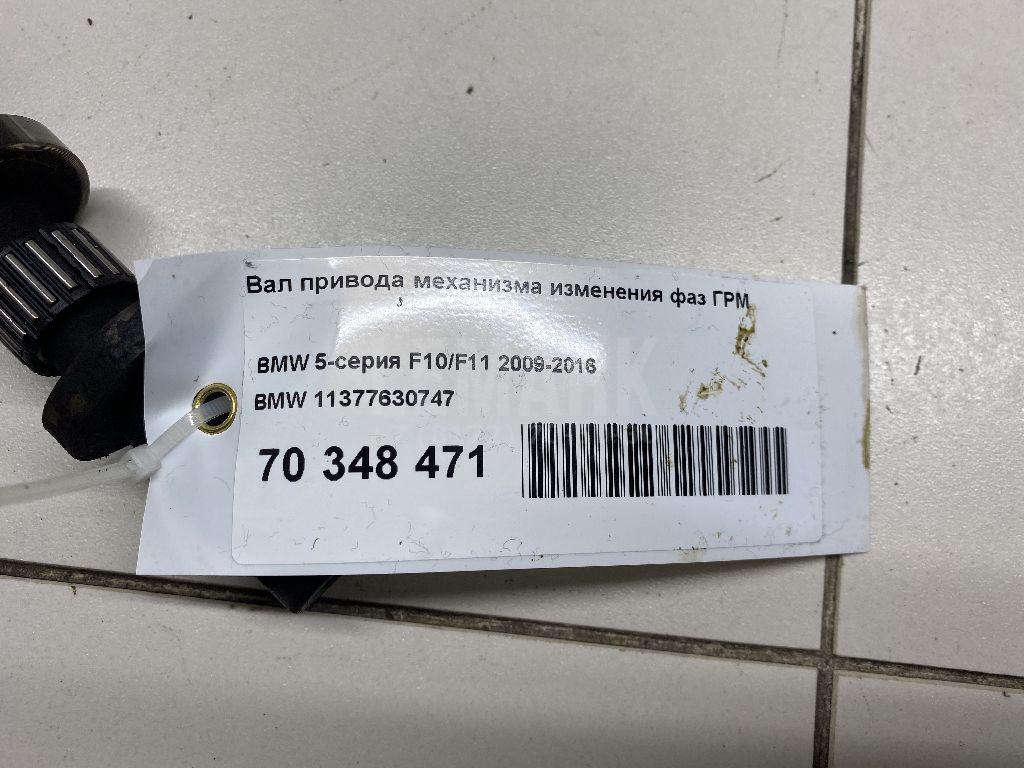 Вал привода механизма изменения фаз ГРМ
BMW 5-серия F10/F11 2009-2016
BMW 11377630747
70 348 471